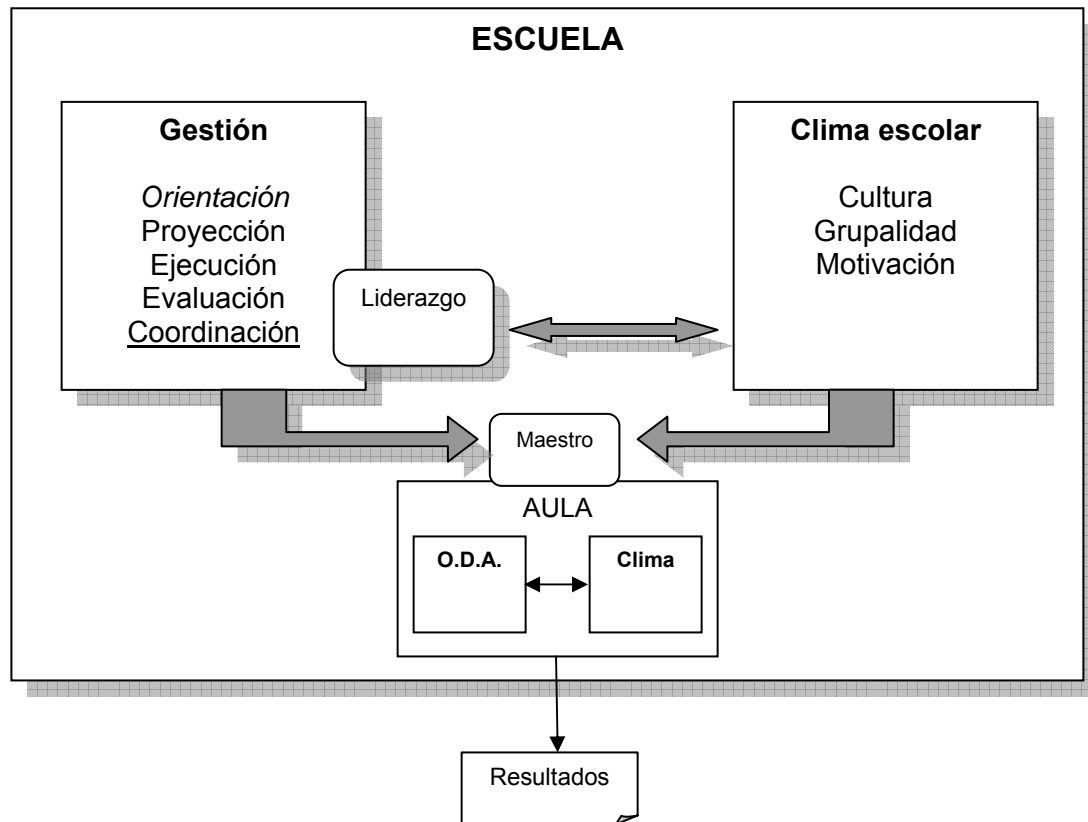 ESCUELA
Gestión
Orientación
Proyección
Ejecución
Evaluación
Coordinación
Liderazgo
Clima escolar
Cultura
Grupalidad
Motivación
Maestro
AULA
O.D.A.
Clima
Resultados